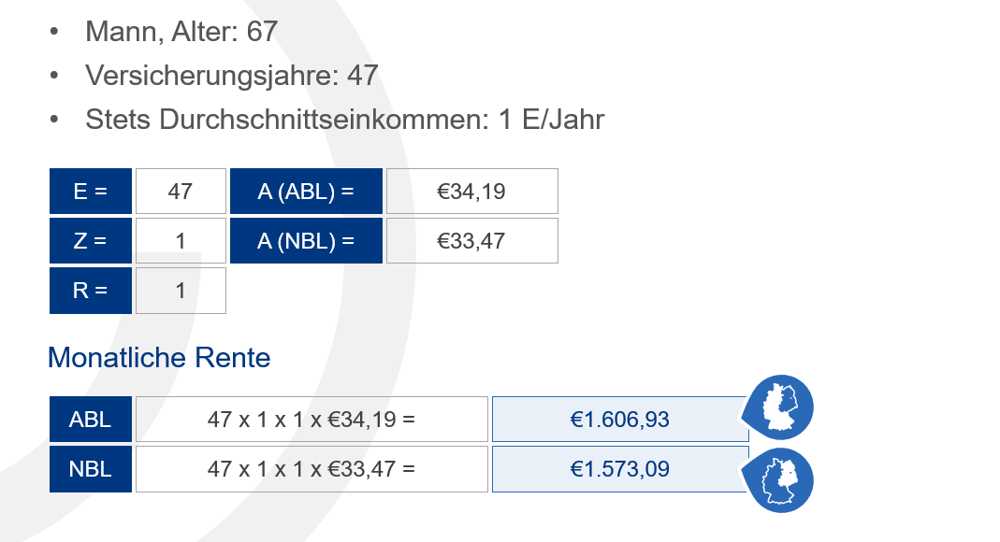 • Mann, Alter: 67
• Versicherungsjahre: 47
• Stets Durchschnittseinkommen: 1 E/Jahr
E = 47 A (ABL) = €34,19
Z = 1 A (NBL) = €33,47
R = 1
Monatliche Rente
ABL 47 x 1 x 1 x €34,19 = €1.606,93
NBL 47 x 1 x 1 x €33,47 = €1.573,09